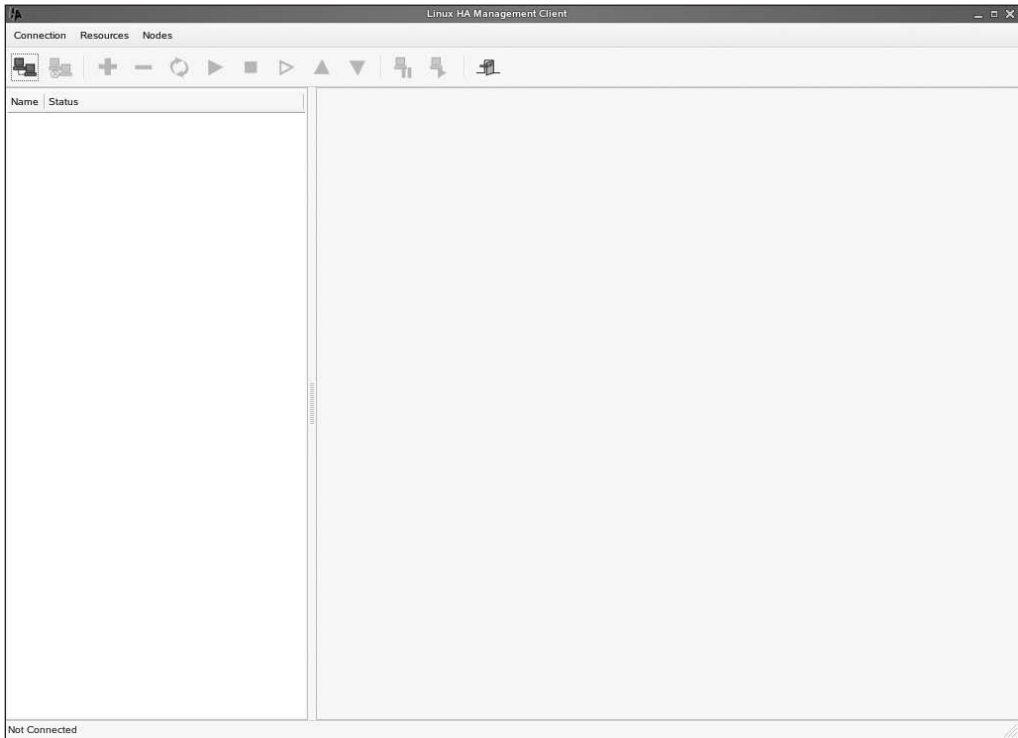 Linux HA Management Client
Connection Resources Nodes
Name Status
Not Connected